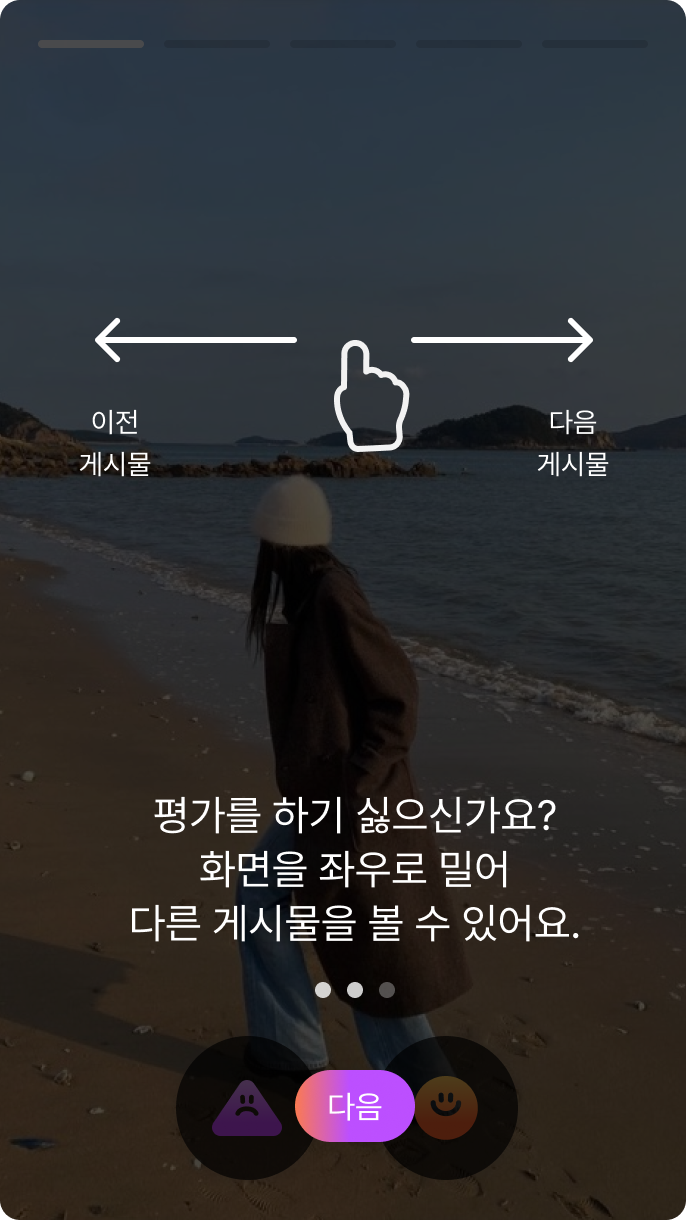 이전
게시물
다음
게시물
평가를 하기 싫으신가요?
화면을 좌우로 밀어
다른 게시물을 볼 수 있어요.
다음